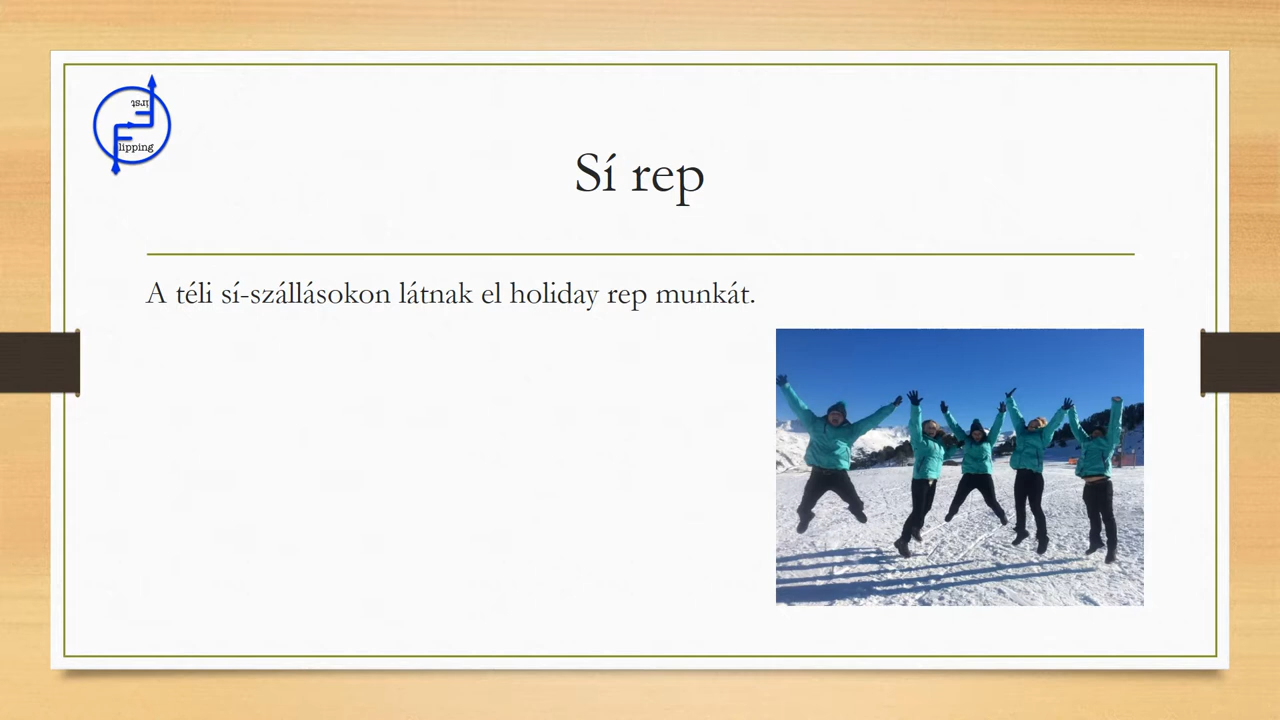 irst
lipping
Sí rep
A téli sí-szállásokon látnak el holiday rep munkát.